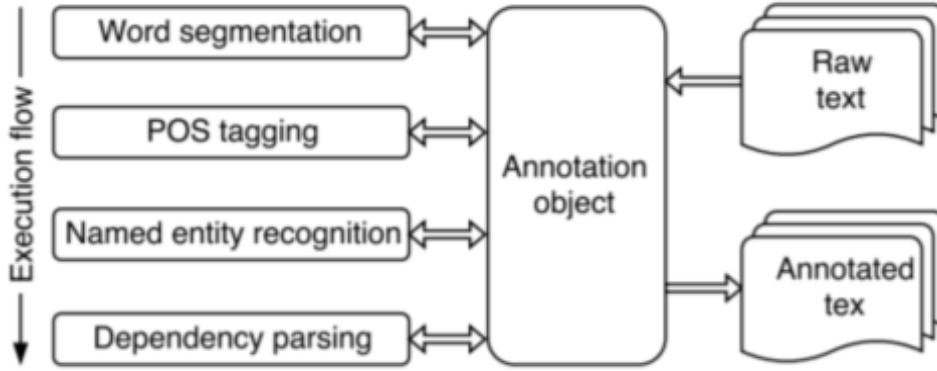 Execution flow
Word segmentation
POS tagging
Named entity recognition
Dependency parsing
Annotation
object
Raw
text
Annotated
tex